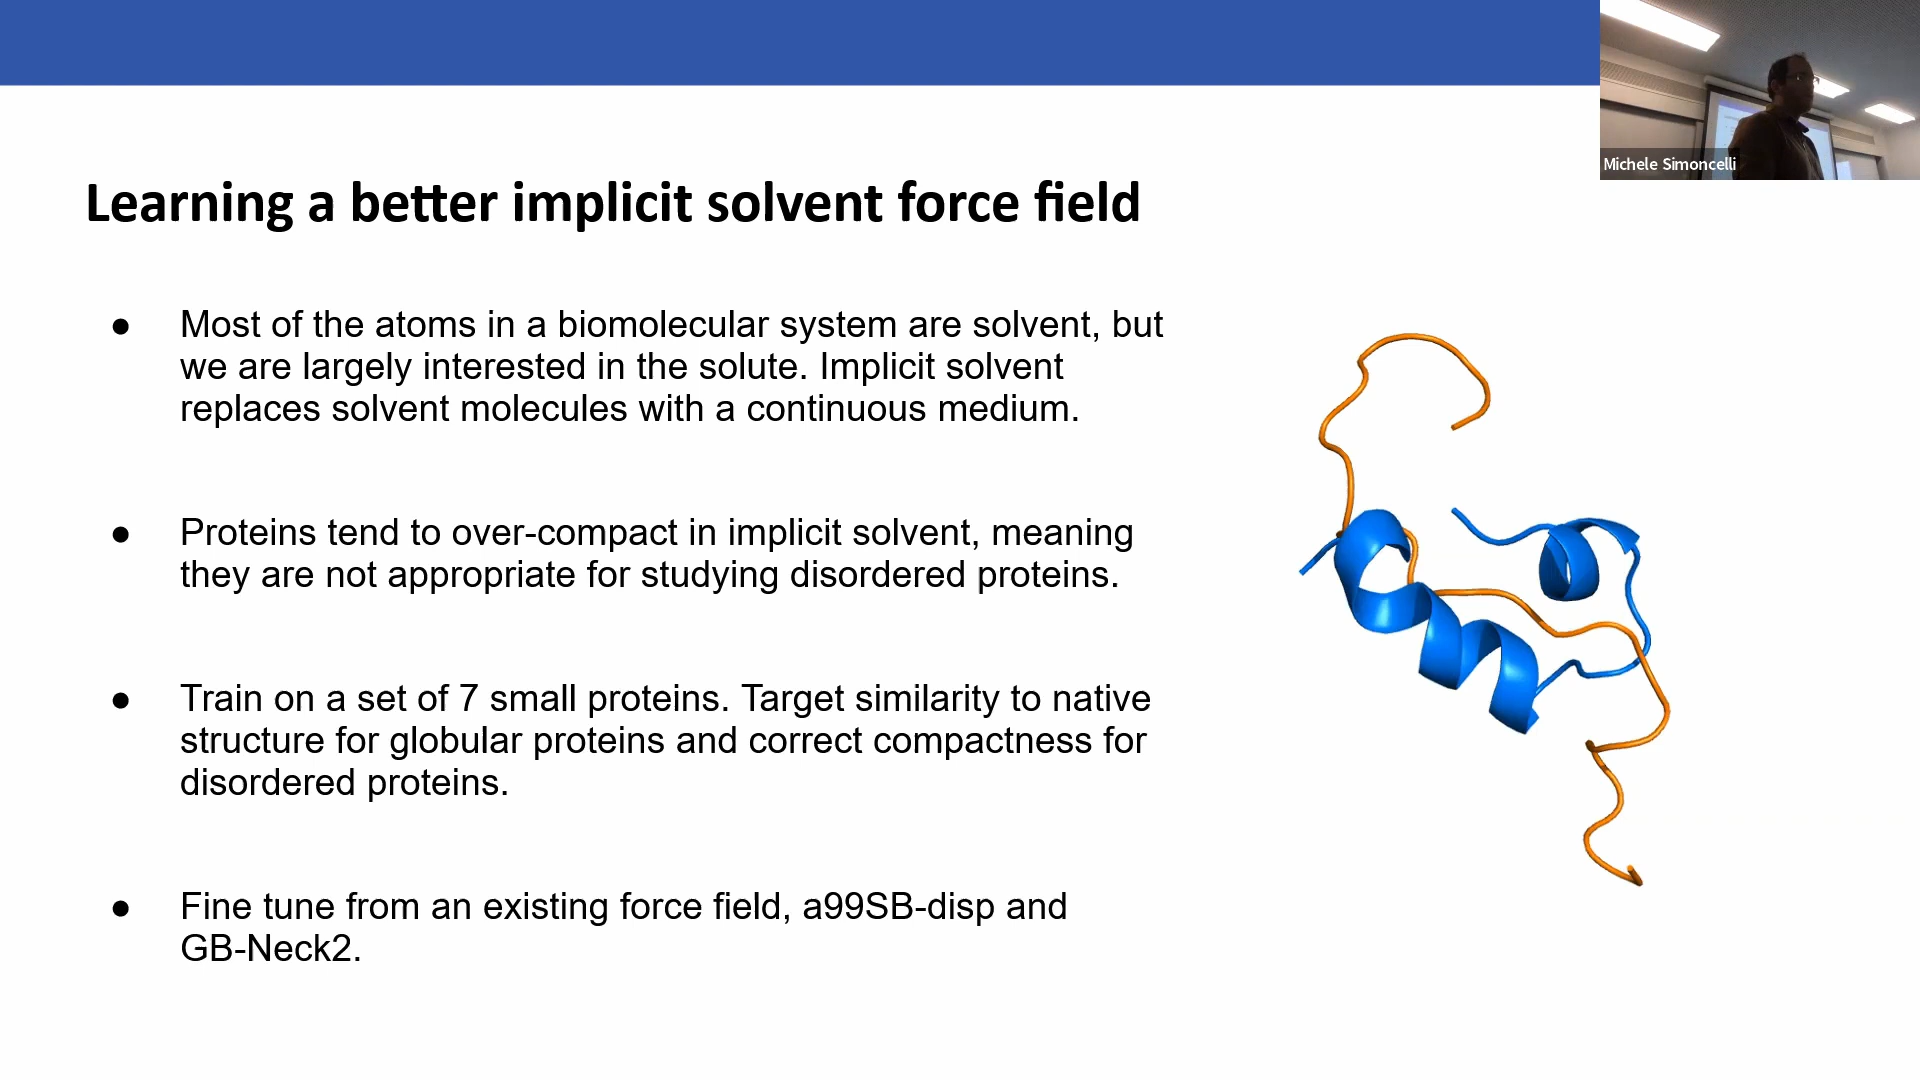 Michele Simoncelli
Learning a better implicit solvent force field
● Most of the atoms in a biomolecular system are solvent, but
we are largely interested in the solute. Implicit solvent
replaces solvent molecules with a continuous medium.
● Proteins tend to over-compact in implicit solvent, meaning
they are not appropriate for studying disordered proteins.
● Train on a set of 7 small proteins. Target similarity to native
structure for globular proteins and correct compactness for
disordered proteins.
● Fine tune from an existing force field, a99SB-disp and
GB-Neck2.